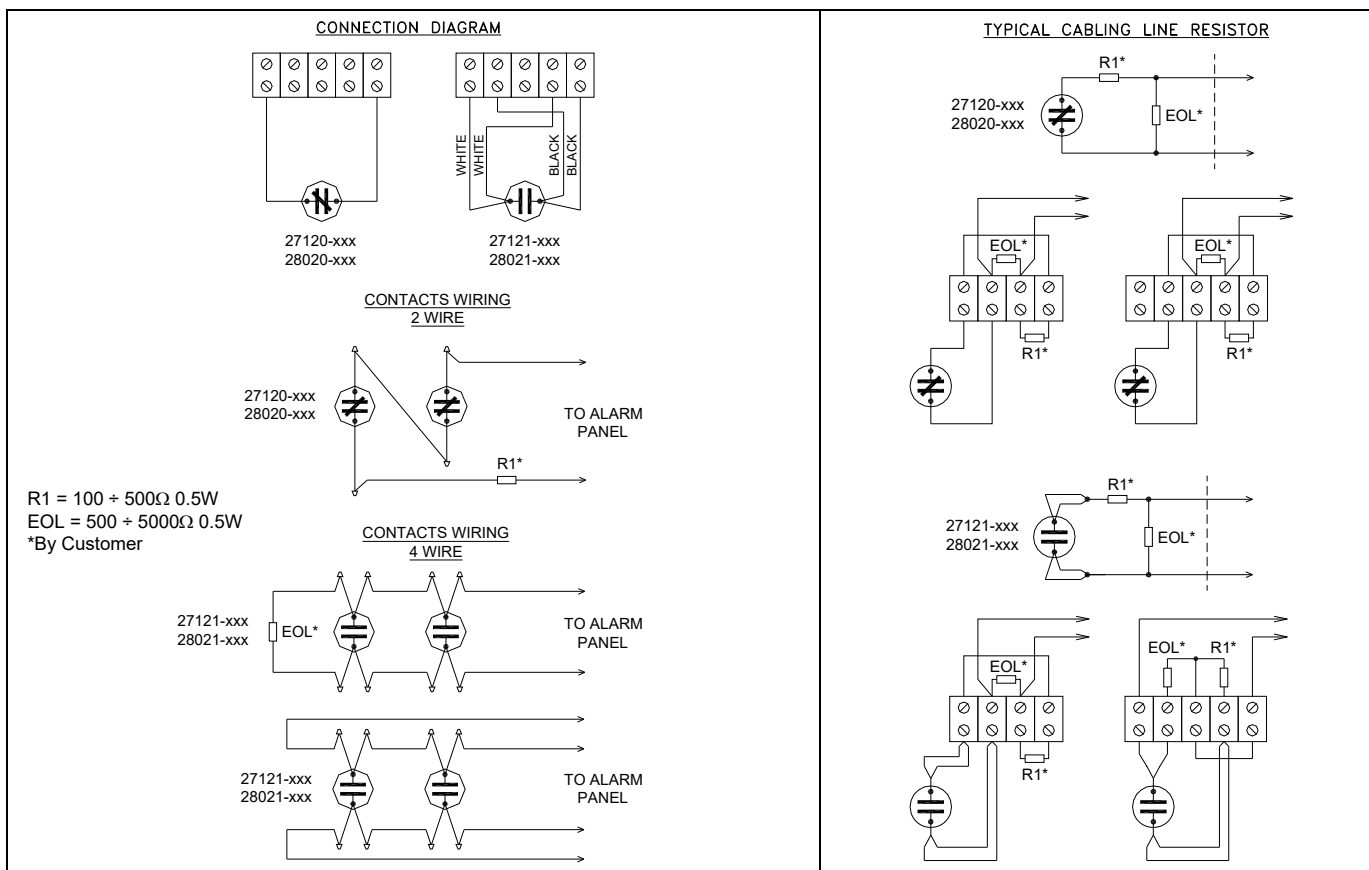 CONNECTION DIAGRAM
WHITE
WHITE
BLACK
BLACK
27120-xxx
28020-xxx
27121-xxx
28021-xxx
CONTACTS WIRING
2 WIRE
27120-xxx
28020-xxx
TO ALARM
PANEL
R1*
R1 = 100 ÷ 500Ω 0.5W
EOL = 500 ÷ 5000Ω 0.5W
*By Customer
CONTACTS WIRING
4 WIRE
27121-xxx
28021-xxx
EOL*
TO ALARM
PANEL
27121-xxx
28021-xxx
TO ALARM
PANEL
TYPICAL CABLING LINE RESISTOR
R1*
27120-xxx
28020-xxx
EOL*
EOL*
R1*
EOL*
R1*
R1*
27121-xxx
28021-xxx
EOL*
EOL*
R1*
EOL*
R1*